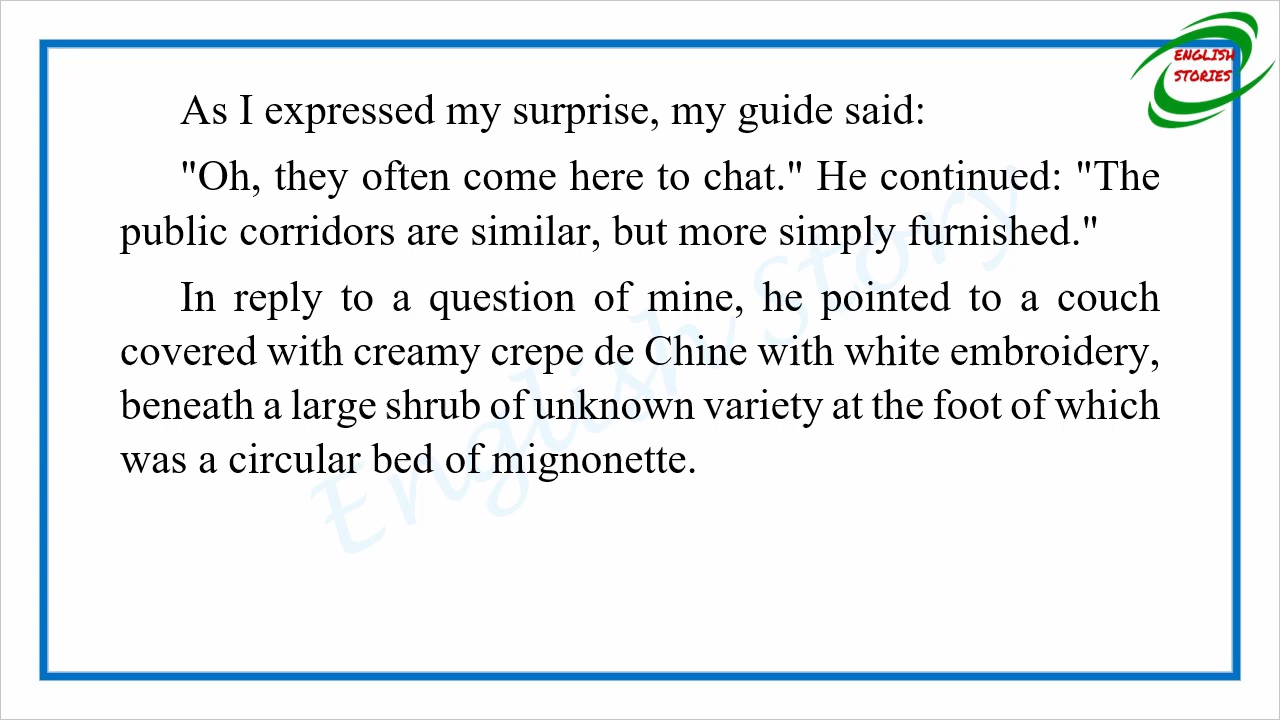 ENGLISH
STORIES
As I expressed my surprise, my guide said:
"Oh, they often come here to chat." He continued: "The
public corridors are similar, but more simply furnished."
In reply to a question of mine, he pointed to a couch
covered with creamy crepe de Chine with white embroidery,
beneath a large shrub of unknown variety at the foot of which
was a circular bed of mignonette.
English Story